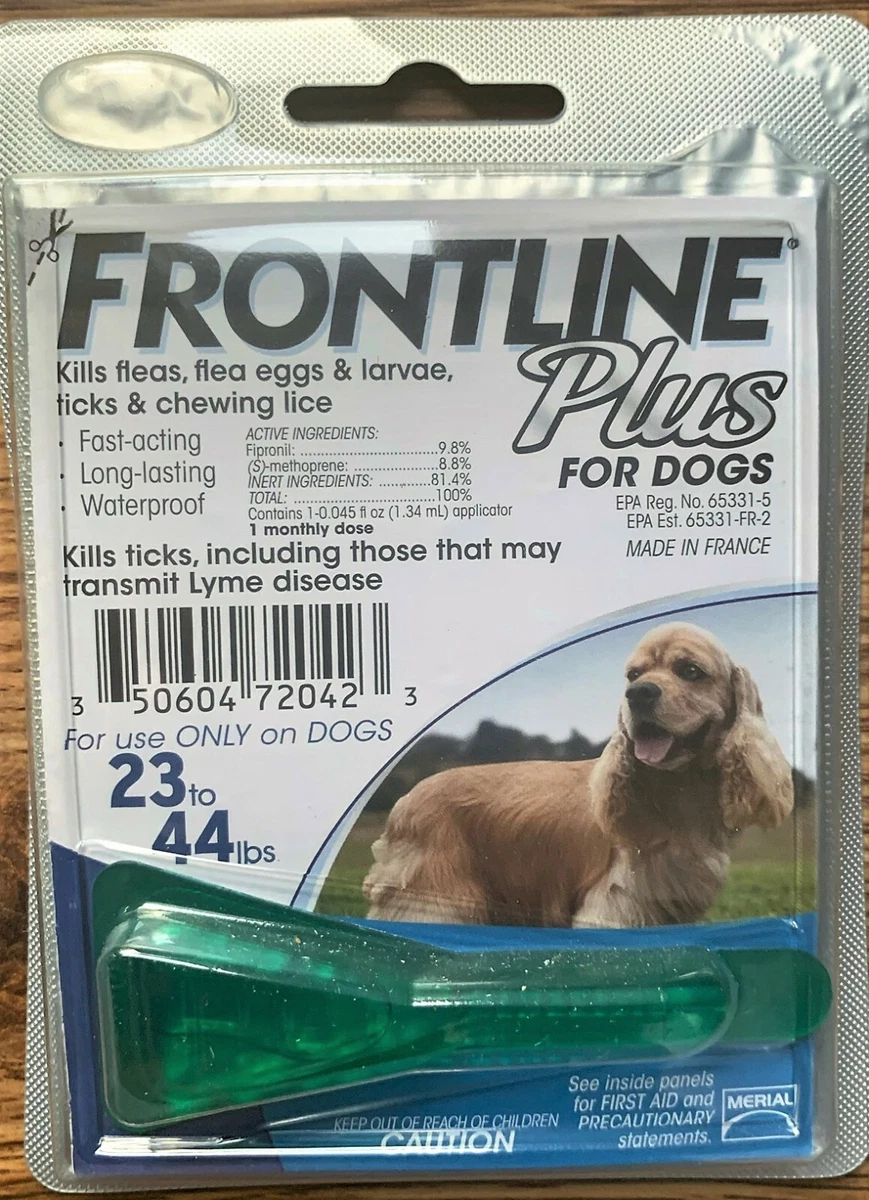 FRONTLINE®
Plus
FOR DOGS
Kills fleas, flea eggs & larvae,
ticks & chewing lice
· Fast-acting
· Long-lasting
· Waterproof
ACTIVE INGREDIENTS:
Fipronil: ..................................9.8%
(S)-methoprene: ......................8.8%
INERT INGREDIENTS: ..........81.4%
TOTAL: ............................100%
Contains 1-0.045 fl oz (1.34 mL) applicator
1 monthly dose
EPA Reg. No. 65331-5
EPA Est. 65331-FR-2
MADE IN FRANCE
Kills ticks, including those that may
transmit Lyme disease
3 50604 72042 3
For use ONLY on DOGS
23 to
44 lbs.
See inside panels
for FIRST AID and
PRECAUTIONARY
statements.
MERIAL
KEEP OUT OF REACH OF CHILDREN
CAUTION